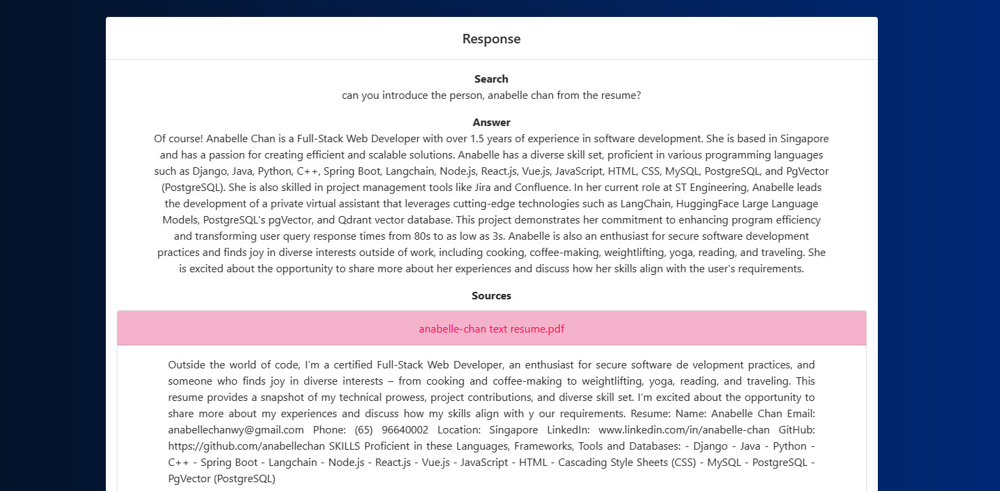 Response
Search
can you introduce the person, anabelle chan from the resume?
Answer
Of course! Anabelle Chan is a Full-Stack Web Developer with over 1.5 years of experience in software development. She is based in Singapore
and has a passion for creating efficient and scalable solutions. Anabelle has a diverse skill set, proficient in various programming languages
such as Django, Java, Python, C++, Spring Boot, Langchain, Node.js, React.js, Vue.js, JavaScript, HTML, CSS, MySQL, PostgreSQL, and PgVector
(PostgreSQL). She is also skilled in project management tools like Jira and Confluence. In her current role at ST Engineering, Anabelle leads
the development of a private virtual assistant that leverages cutting-edge technologies such as LangChain, HuggingFace Large Language
Models, PostgreSQL's pgVector, and Qdrant vector database. This project demonstrates her commitment to enhancing program efficiency
and transforming user query response times from 80s to as low as 3s. Anabelle is also an enthusiast for secure software development
practices and finds joy in diverse interests outside of work, including cooking, coffee-making, weightlifting, yoga, reading, and traveling. She
is excited about the opportunity to share more about her experiences and discuss how her skills align with the user's requirements.
Sources
anabelle-chan text resume.pdf
Outside the world of code, I’m a certified Full-Stack Web Developer, an enthusiast for secure software de velopment practices, and
someone who finds joy in diverse interests – from cooking and coffee-making to weightlifting, yoga, reading, and traveling. This
resume provides a snapshot of my technical prowess, project contributions, and diverse skill set. I’m excited about the opportunity to
share more about my experiences and discuss how my skills align with y our requirements. Resume: Name: Anabelle Chan Email:
anabellechanwy@gmail.com Phone: (65) 96640002 Location: Singapore LinkedIn: www.linkedin.com/in/anabelle-chan GitHub:
https://github.com/anabellechan SKILLS Proficient in these Languages, Frameworks, Tools and Databases: - Django - Java - Python -
C++ - Spring Boot - Langchain - Node.js - React.js - Vue.js - JavaScript - HTML - Cascading Style Sheets (CSS) - MySQL - PostgreSQL -
PgVector (PostgreSQL)